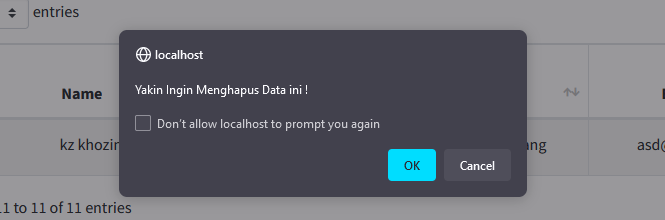 entries
localhost
Yakin Ingin Menghapus Data ini !
Name
Don't allow localhost to prompt you again
kz khozin
asd@
OK Cancel
11 to 11 of 11 entries